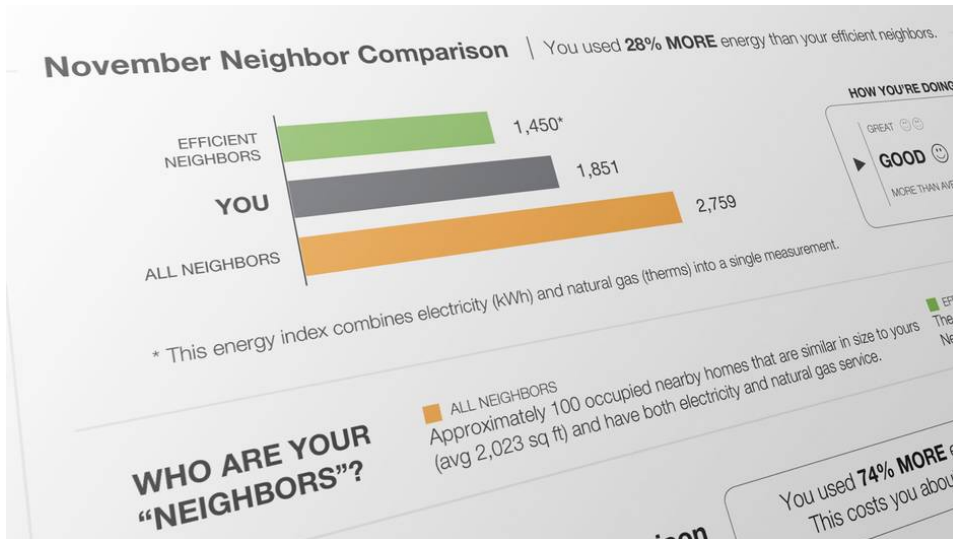 November Neighbor Comparison | You used 28% MORE energy than your efficient neighbors.
EFFICIENT
NEIGHBORS
1,450*
YOU
1,851
ALL NEIGHBORS
2,759
* This energy index combines electricity (kWh) and natural gas (therms) into a single measurement.
HOW YOU'RE DOING
GREAT
GOOD
MORE THAN
WHO ARE YOUR
“NEIGHBORS”?
ALL NEIGHBORS
Approximately 100 occupied nearby homes that are similar in size to yours
(avg 2,023 sq ft) and have both electricity and natural gas service.
You used 74% MORE
This costs you